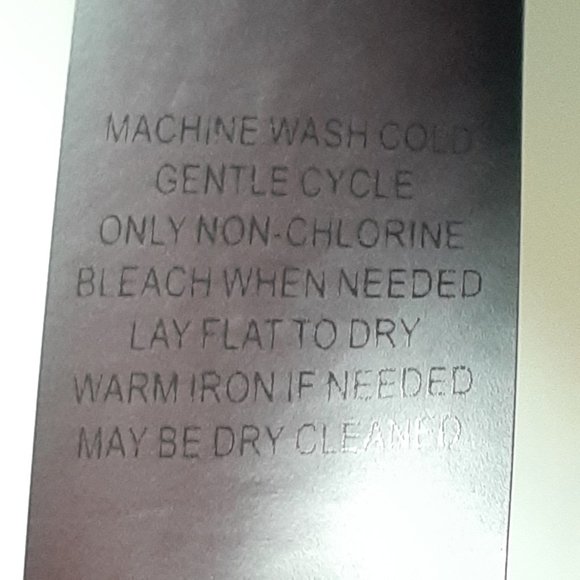 MACHINE WASH COLD
GENTLE CYCLE
ONLY NON-CHLORINE
BLEACH WHEN NEEDED
LAY FLAT TO DRY
WARM IRON IF NEEDED
MAY BE DRY CLEANED